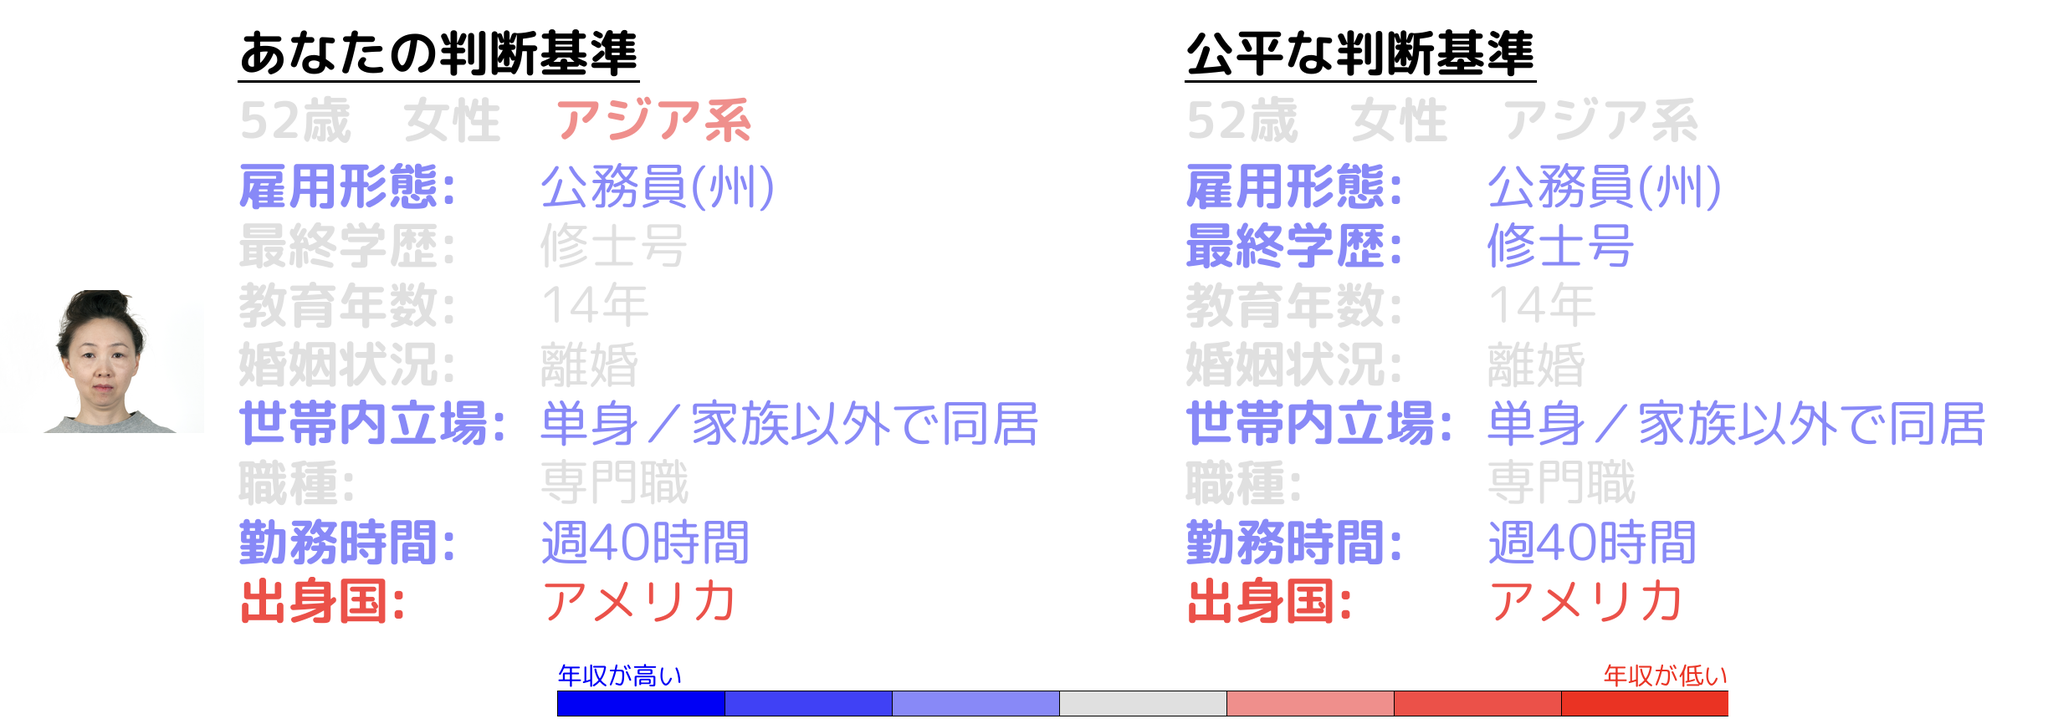 あなたの判断基準
52歳 女性 アジア系
雇用形態: 公務員(州)
最終学歴: 修士号
教育年数: 14年
婚姻状況: 離婚
世帯内立場: 単身／家族以外で同居
職種: 専門職
勤務時間: 週40時間
出身国: アメリカ
公平な判断基準
52歳 女性 アジア系
雇用形態: 公務員(州)
最終学歴: 修士号
教育年数: 14年
婚姻状況: 離婚
世帯内立場: 単身／家族以外で同居
職種: 専門職
勤務時間: 週40時間
出身国: アメリカ
年収が高い
年収が低い